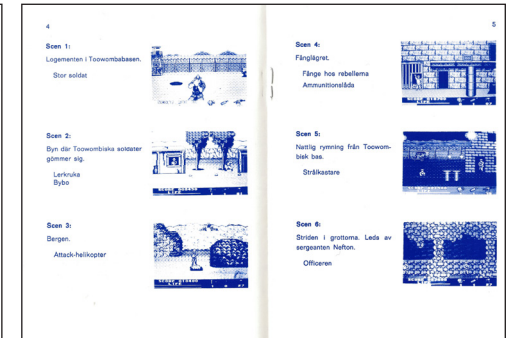 4
Scen 1:
Logementen i Toowombabasen.
Stor soldat
Scen 2:
Byn där Toowombiska soldater
gömmer sig.
Lerkruka
Bybo
Scen 3:
Bergen.
Attack-helikopter
5
Scen 4:
Fånglägret.
Fånge hos rebellerna
Ammunitionslåda
Scen 5:
Nattlig rymning från Toowom-
bisk bas.
Strålkastare
Scen 6:
Striden i grottorna. Leds av
sergeanten Nefton.
Officeren